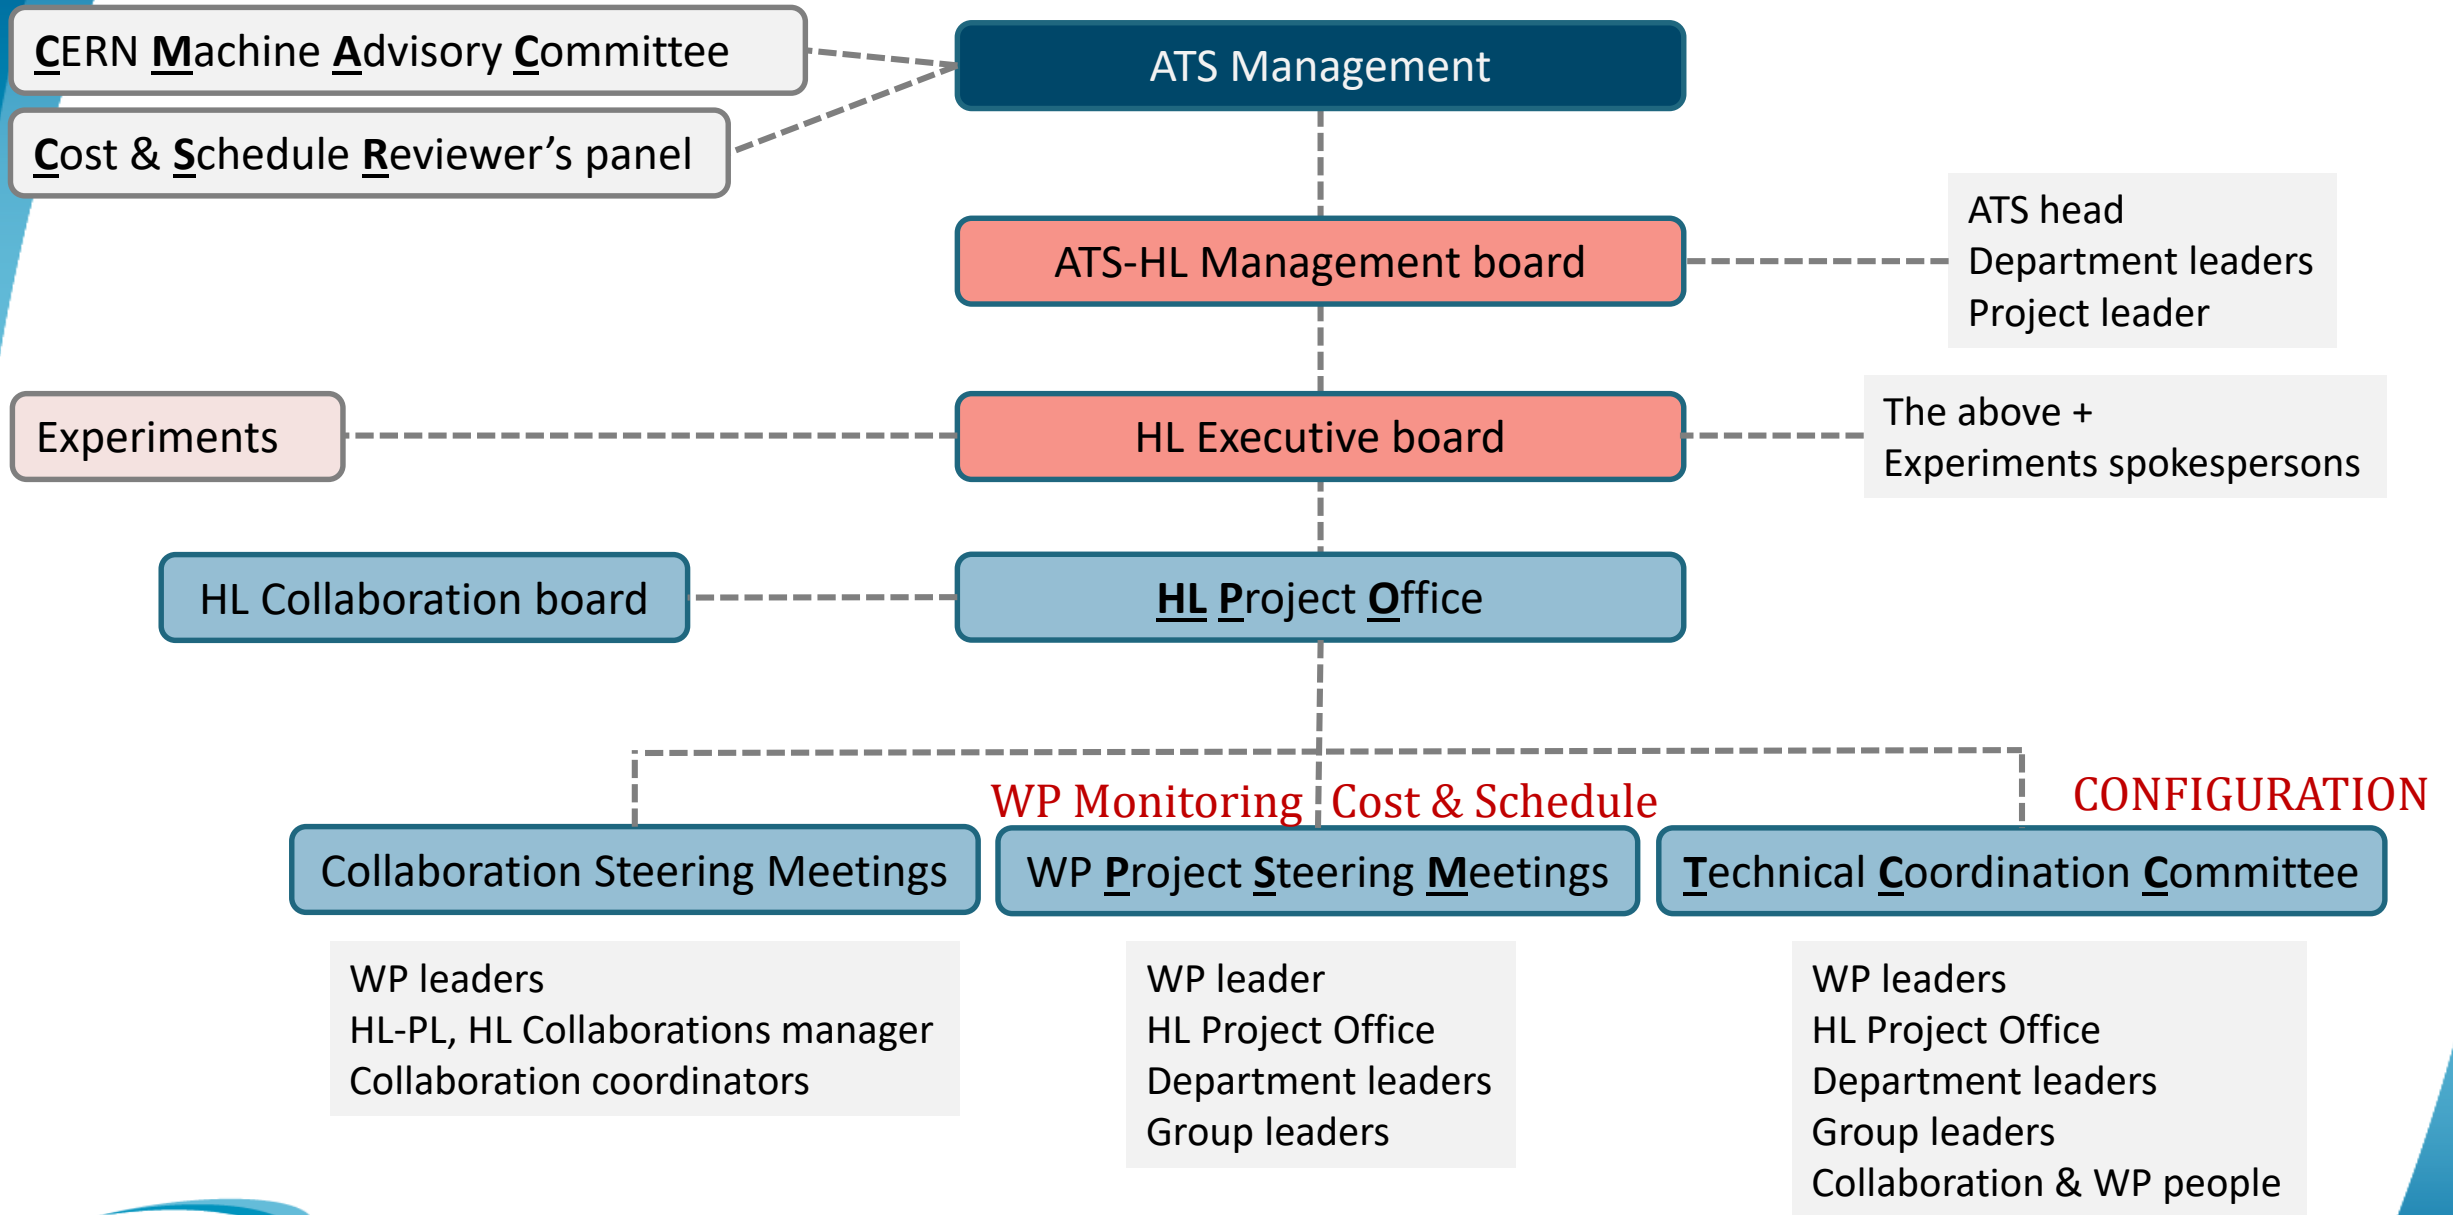 CERN Machine Advisory Committee
ATS Management
Cost & Schedule Reviewer’s panel
ATS-HL Management board
ATS head
Department leaders
Project leader
Experiments
HL Executive board
The above +
Experiments spokespersons
HL Collaboration board
HL Project Office
WP Monitoring
Cost & Schedule
CONFIGURATION
Collaboration Steering Meetings
WP Project Steering Meetings
Technical Coordination Committee
WP leaders
HL-PL, HL Collaborations manager
Collaboration coordinators
WP leader
HL Project Office
Department leaders
Group leaders
WP leaders
HL Project Office
Department leaders
Group leaders
Collaboration & WP people